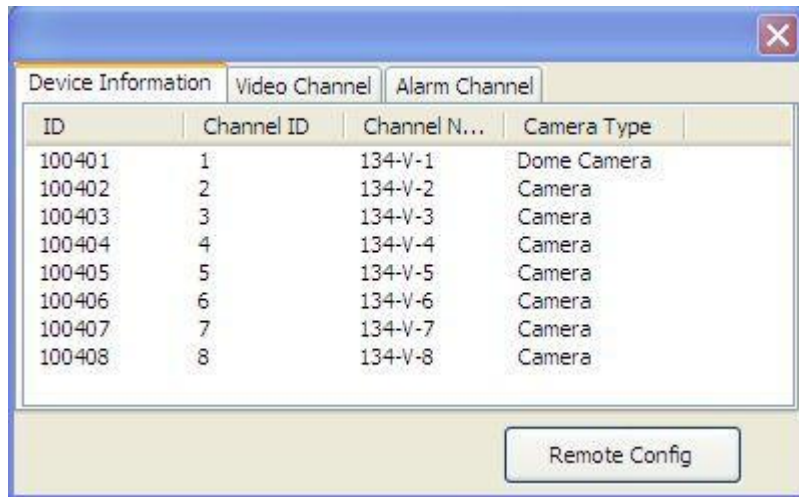 Device Information Video Channel Alarm Channel
ID Channel ID Channel N... Camera Type
100401 1 134-V-1 Dome Camera
100402 2 134-V-2 Camera
100403 3 134-V-3 Camera
100404 4 134-V-4 Camera
100405 5 134-V-5 Camera
100406 6 134-V-6 Camera
100407 7 134-V-7 Camera
100408 8 134-V-8 Camera
Remote Config